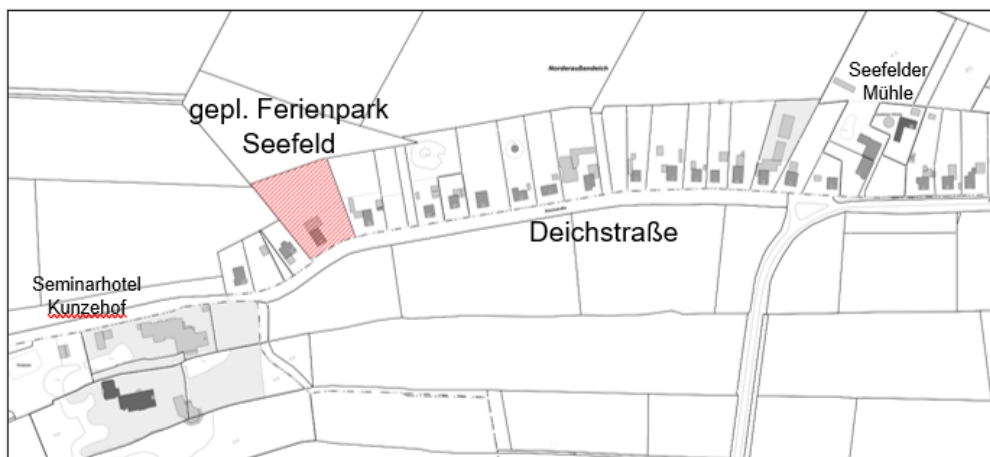 Norderaußendeich
Seefelder
Mühle
gepl. Ferienpark
Seefeld
Deichstraße
Seminarhotel
Kunzehof